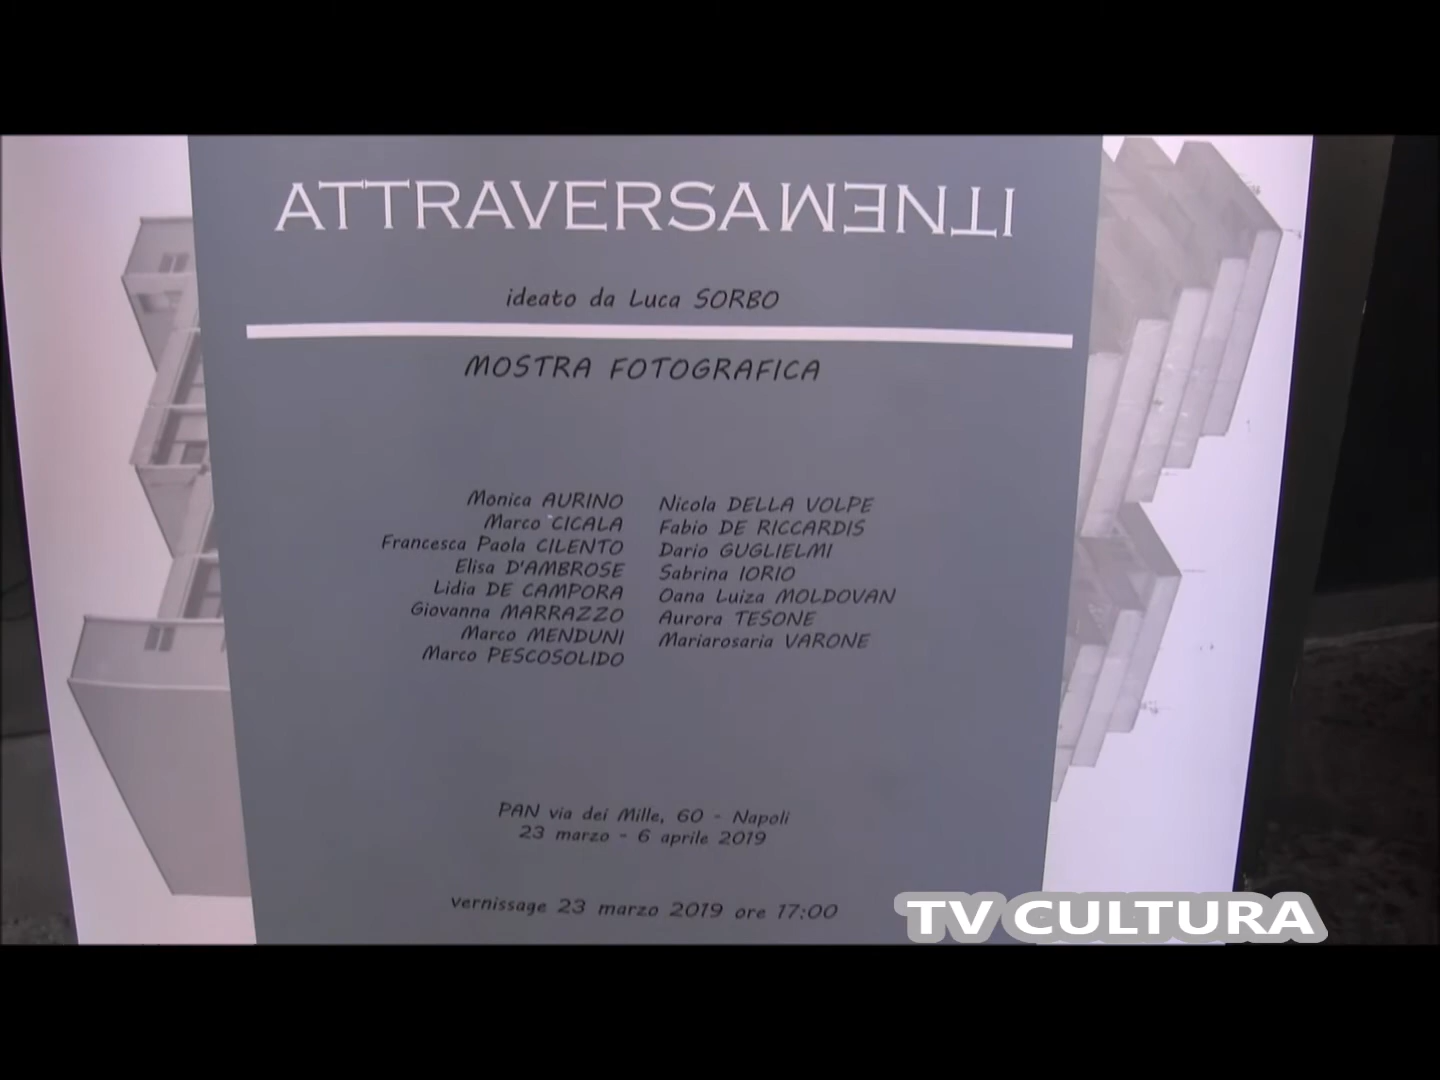 ATTRAVERSAMENTI
ideato da Luca SORBO
MOSTRA FOTOGRAFICA
Monica AURINO
Marco CICALA
Francesca Paola CILENTO
Elisa D'AMBROSE
Lidia DE CAMPORA
Giovanna MARRAZZO
Marco MENDUNI
Marco PESCOSOLIDO
Nicola DELLA VOLPE
Fabio DE RICCARDIS
Dario GUGLIELMI
Sabrina IORIO
Oana Luiza MOLDOVAN
Aurora TESONE
Mariarosaria VARONE
PAN via dei Mille, 60 - Napoli
23 marzo - 6 aprile 2019
vernissage 23 marzo 2019 ore 17:00
TV CULTURA